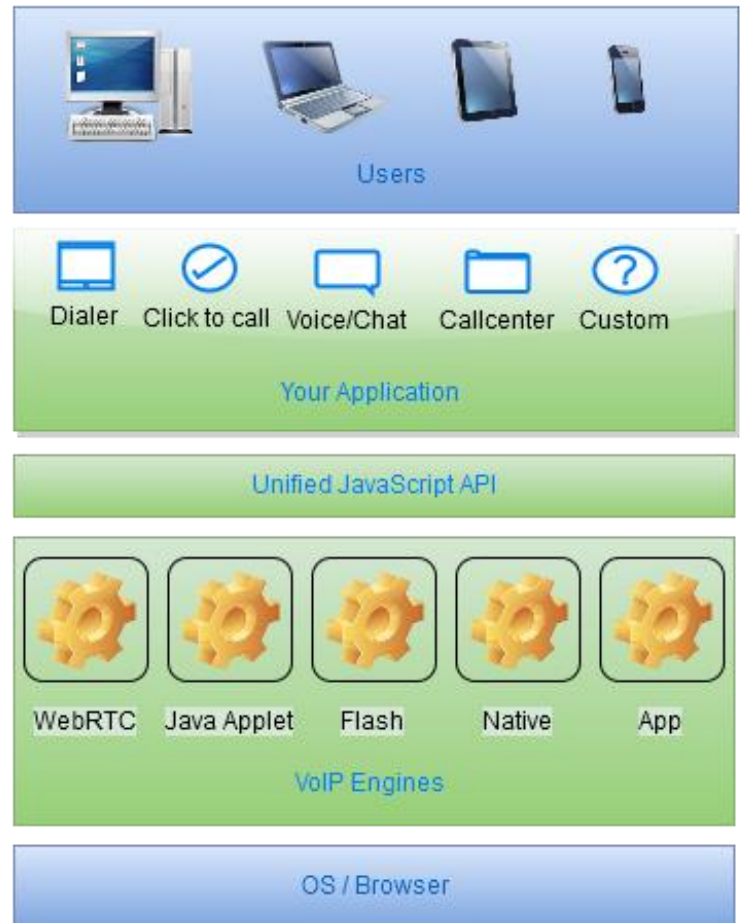 Users
Dialer Click to call Voice/Chat Callcenter Custom
Your Application
Unified JavaScript API
WebRTC Java Applet Flash Native App
VoIP Engines
OS / Browser